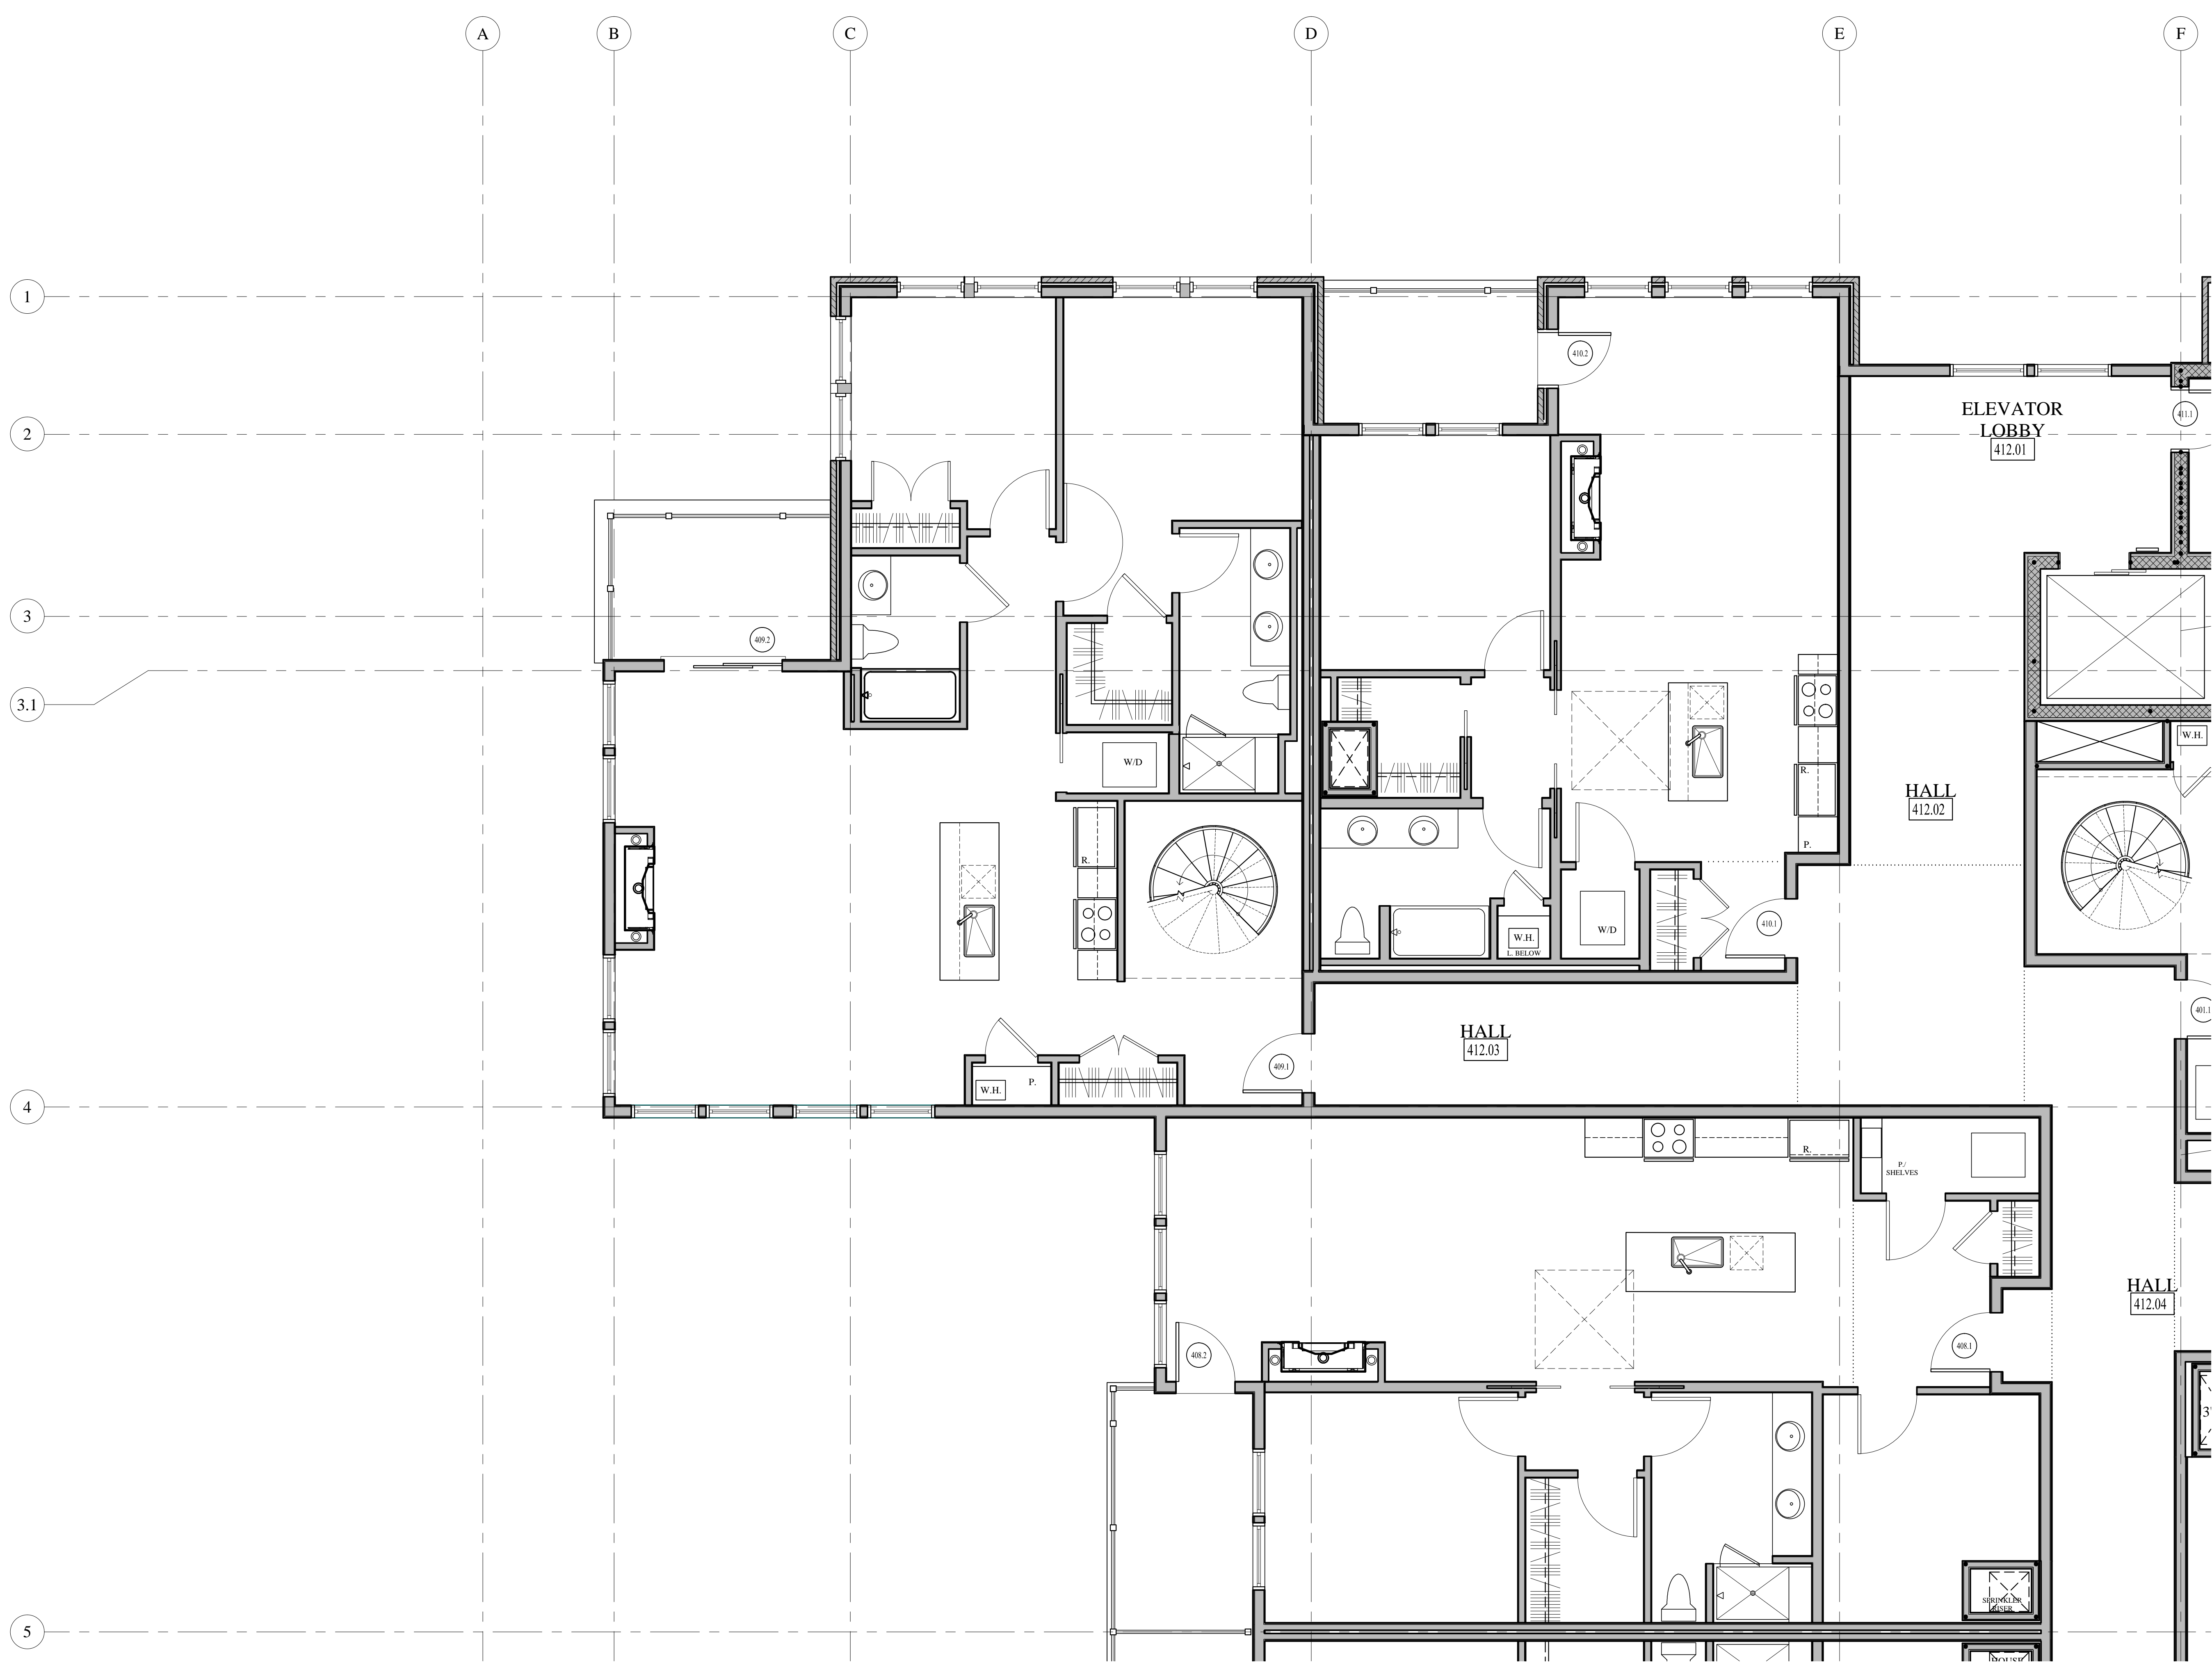 A
B
C
D
E
F
1
410.2
411.1
ELEVATOR
LOBBY
412.01
2
3
409.2
3.1
X
W.H.
W/D
R.
HALL
412.02
P.
R.
410.1
W/D
W.H.
L. BELOW
401.1
HALL
412.03
409.1
W.H.
P.
4
R.
P./
SHELVES
HALL
412.04
408.1
408.2
3'
SPRINKLER
RISER
5
HOUSE